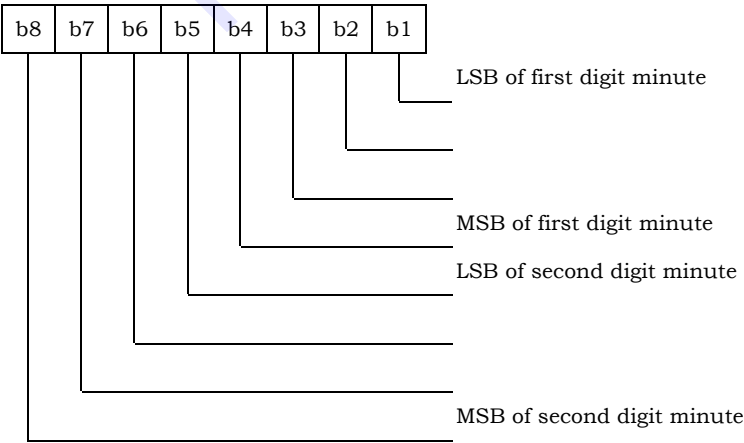 b8 b7 b6 b5 b4 b3 b2 b1
LSB of first digit minute
MSB of first digit minute
LSB of second digit minute
MSB of second digit minute